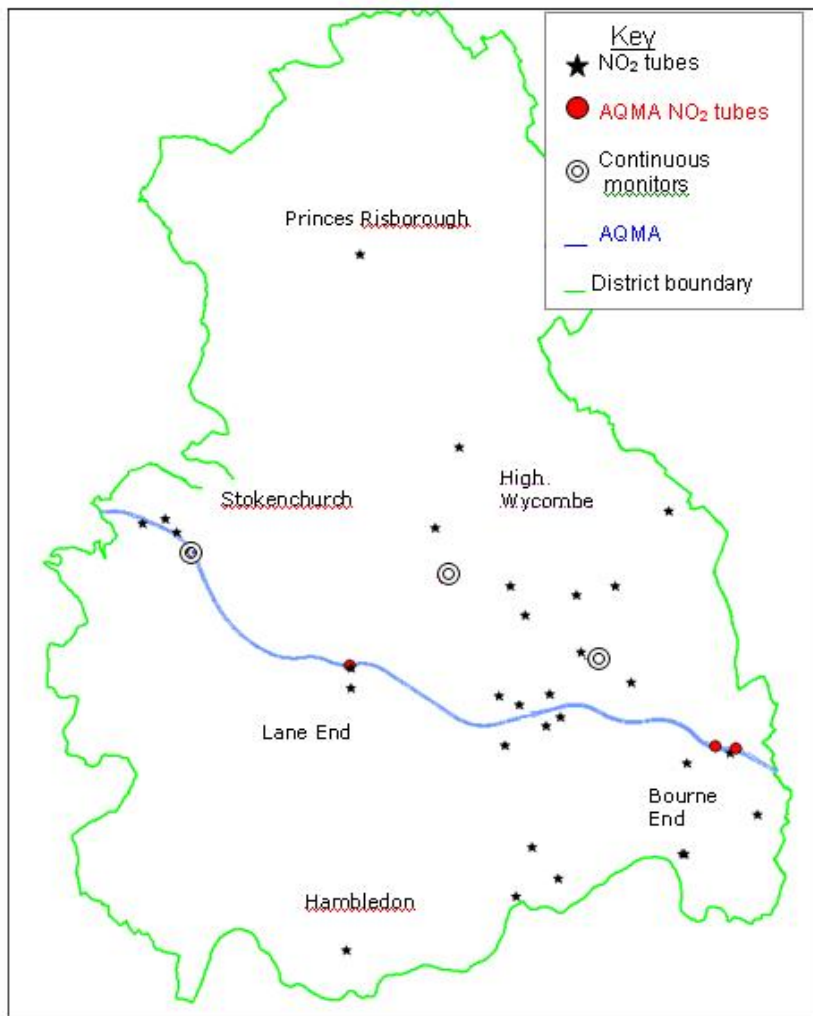 Key
NO₂ tubes
AQMA NO₂ tubes
Continuous
monitors
AQMA
District boundary
Princes Risborough
High
Wycombe
Stokenchurch
Lane End
Bourne
End
Hambledon